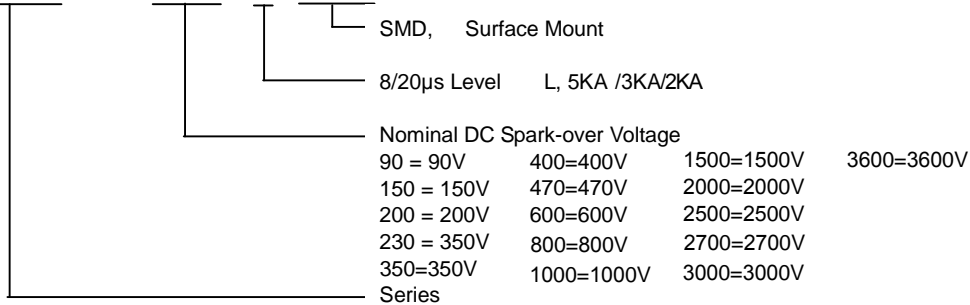 SMD, Surface Mount
8/20µs Level L, 5KA /3KA/2KA
Nominal DC Spark-over Voltage
90 = 90V 400=400V 1500=1500V 3600=3600V
150 = 150V 470=470V 2000=2000V
200 = 200V 600=600V 2500=2500V
230 = 350V 800=800V 2700=2700V
350=350V 1000=1000V 3000=3000V
Series